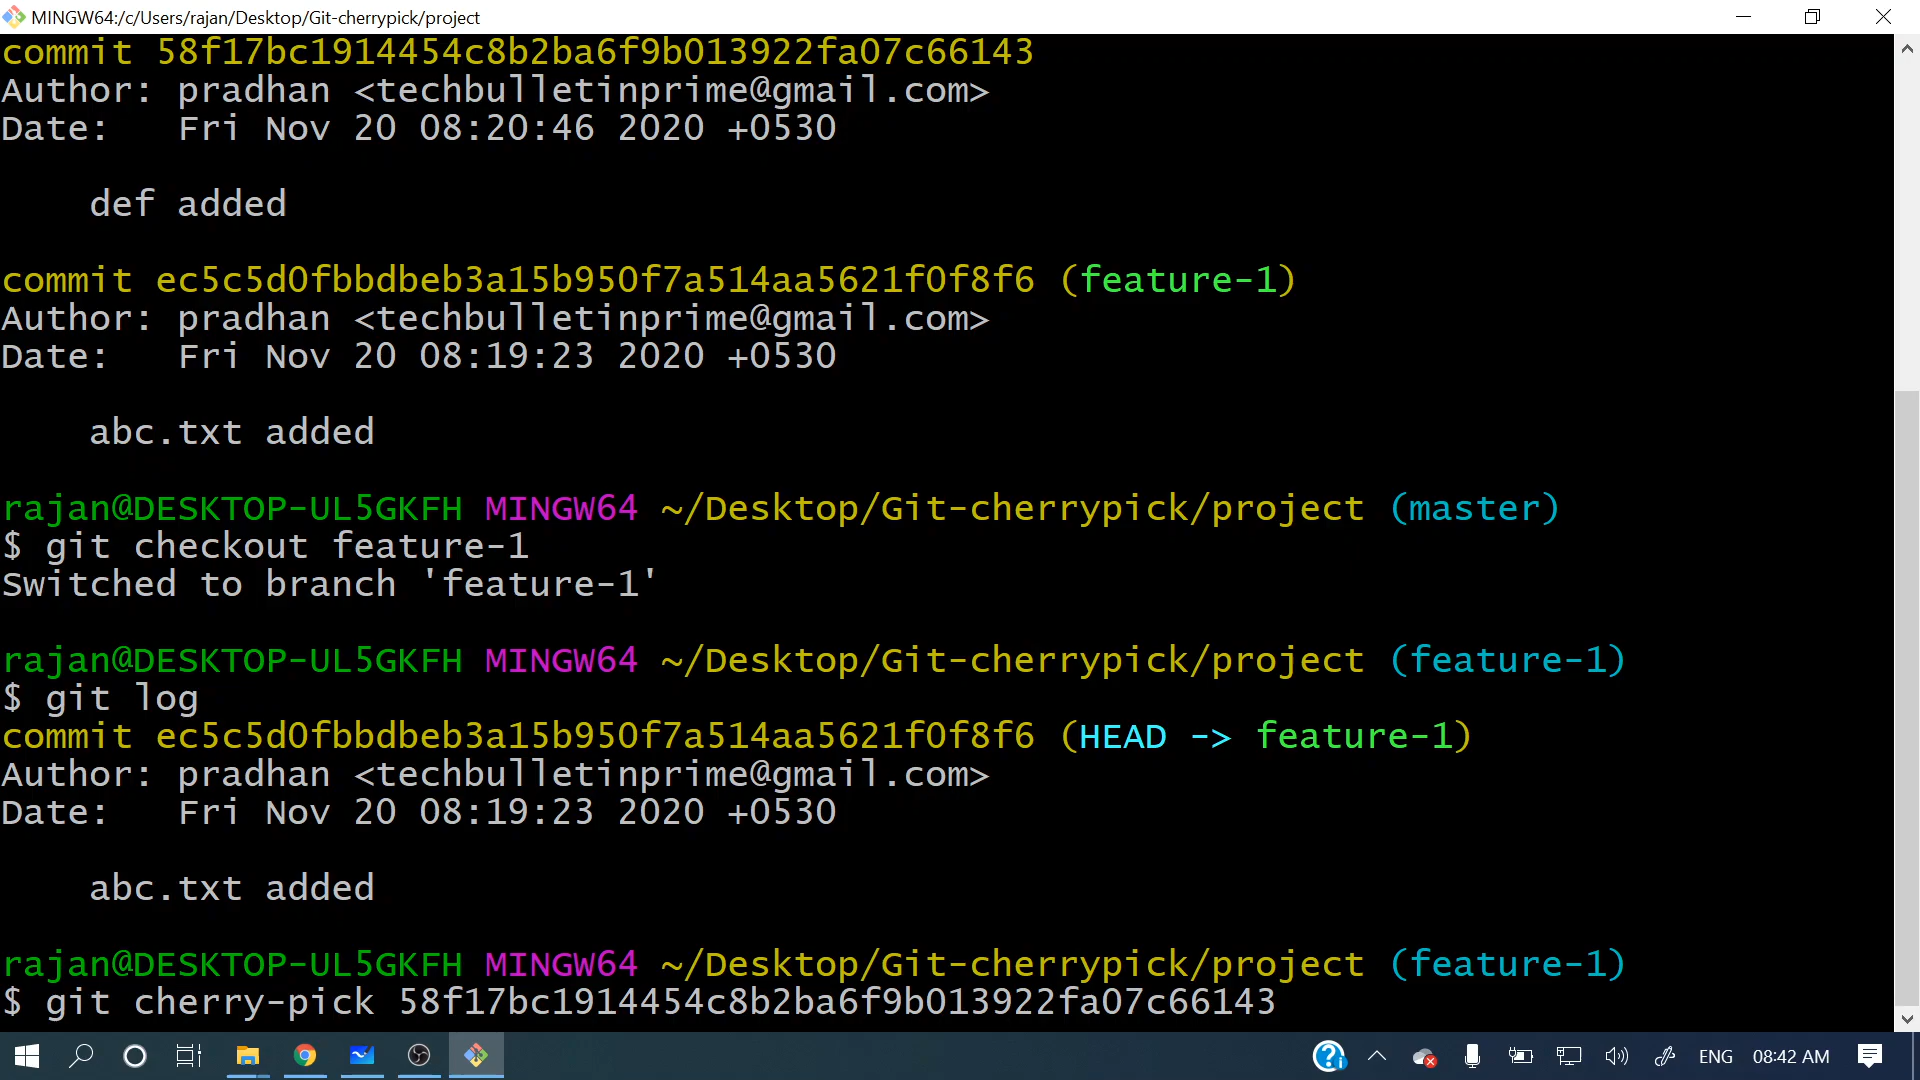 MINGW64:/c/Users/rajan/Desktop/Git-cherrypick/project
commit 58f17bc1914454c8b2ba6f9b013922fa07c66143
Author: pradhan <techbulletinprime@gmail.com>
Date:   Fri Nov 20 08:20:46 2020 +0530
    def added
commit ec5c5d0fbbdbeb3a15b950f7a514aa5621f0f8f6 (feature-1)
Author: pradhan <techbulletinprime@gmail.com>
Date:   Fri Nov 20 08:19:23 2020 +0530
    abc.txt added
rajan@DESKTOP-UL5GKFH MINGW64 ~/Desktop/Git-cherrypick/project (master)
$ git checkout feature-1
Switched to branch 'feature-1'
rajan@DESKTOP-UL5GKFH MINGW64 ~/Desktop/Git-cherrypick/project (feature-1)
$ git log
commit ec5c5d0fbbdbeb3a15b950f7a514aa5621f0f8f6 (HEAD -> feature-1)
Author: pradhan <techbulletinprime@gmail.com>
Date:   Fri Nov 20 08:19:23 2020 +0530
    abc.txt added
rajan@DESKTOP-UL5GKFH MINGW64 ~/Desktop/Git-cherrypick/project (feature-1)
$ git cherry-pick 58f17bc1914454c8b2ba6f9b013922fa07c66143
ENG 08:42 AM